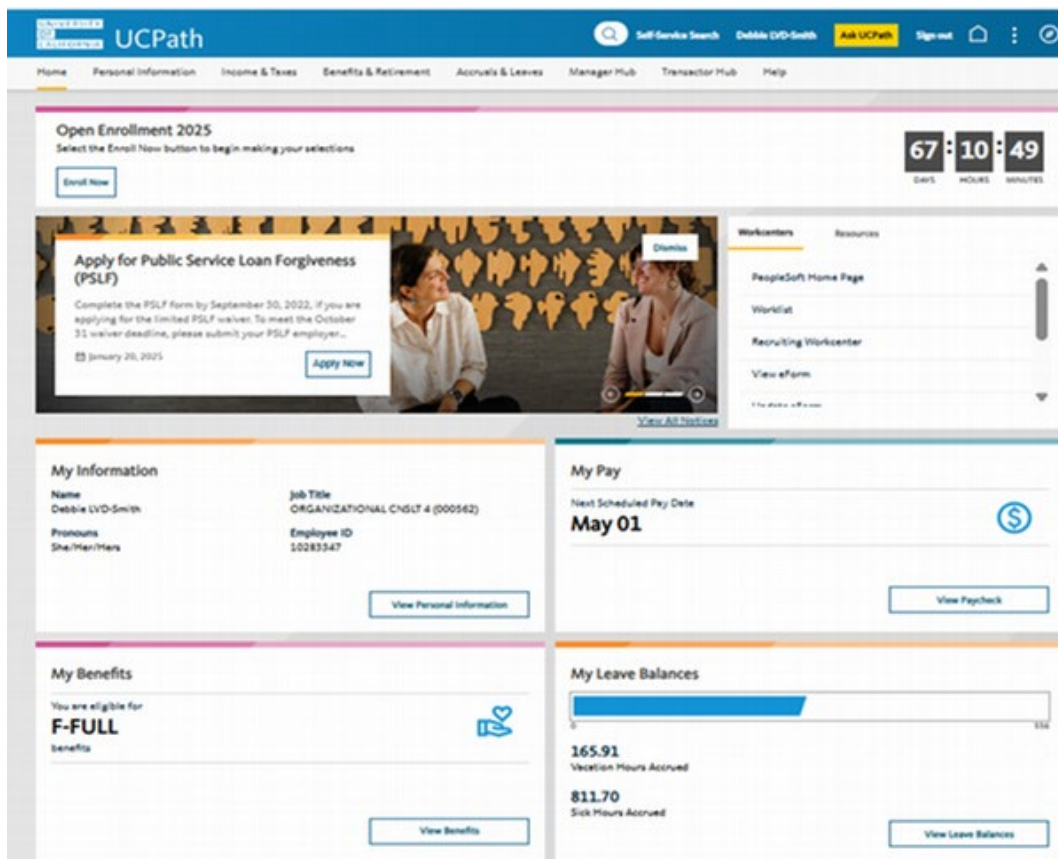 UNIVERSITY
OF
CALIFORNIA
UCPath
Self-Service Search
Debbie LVD-Smith
Ask UCPath
Sign out
Home
Personal Information
Income & Taxes
Benefits & Retirement
Accruals & Leaves
Manager Hub
Transactor Hub
Help
Open Enrollment 2025
Select the Enroll Now button to begin making your selections
Enroll Now
67 : 10 : 49
DAYS HOURS MINUTES
Apply for Public Service Loan Forgiveness
(PSLF)
Complete the PSLF form by September 30, 2022, if you are
applying for the limited PSLF waiver. To meet the October
31 waiver deadline, please submit your PSLF employer...
January 20, 2025
Apply Now
Dismiss
View All Notices
Workcenters
Resources
PeopleSoft Home Page
Worklist
Recruiting Workcenter
View eForm
Update eForm
My Information
Name
Debbie LVD-Smith
Job Title
ORGANIZATIONAL CNSLT 4 (000562)
Pronouns
She/Her/Hers
Employee ID
10283347
View Personal Information
My Pay
Next Scheduled Pay Date
May 01
View Paycheck
My Benefits
You are eligible for
F-FULL
benefits
View Benefits
My Leave Balances
0
165.91
Vacation Hours Accrued
811.70
Sick Hours Accrued
View Leave Balances